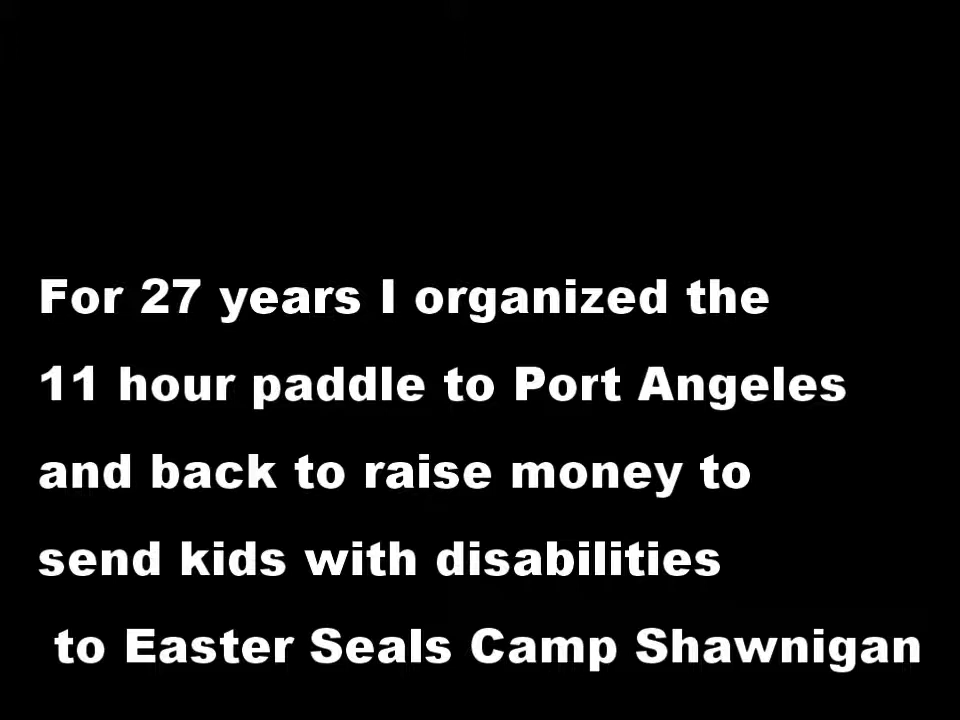 For 27 years I organized the
11 hour paddle to Port Angeles
and back to raise money to
send kids with disabilities
to Easter Seals Camp Shawnigan